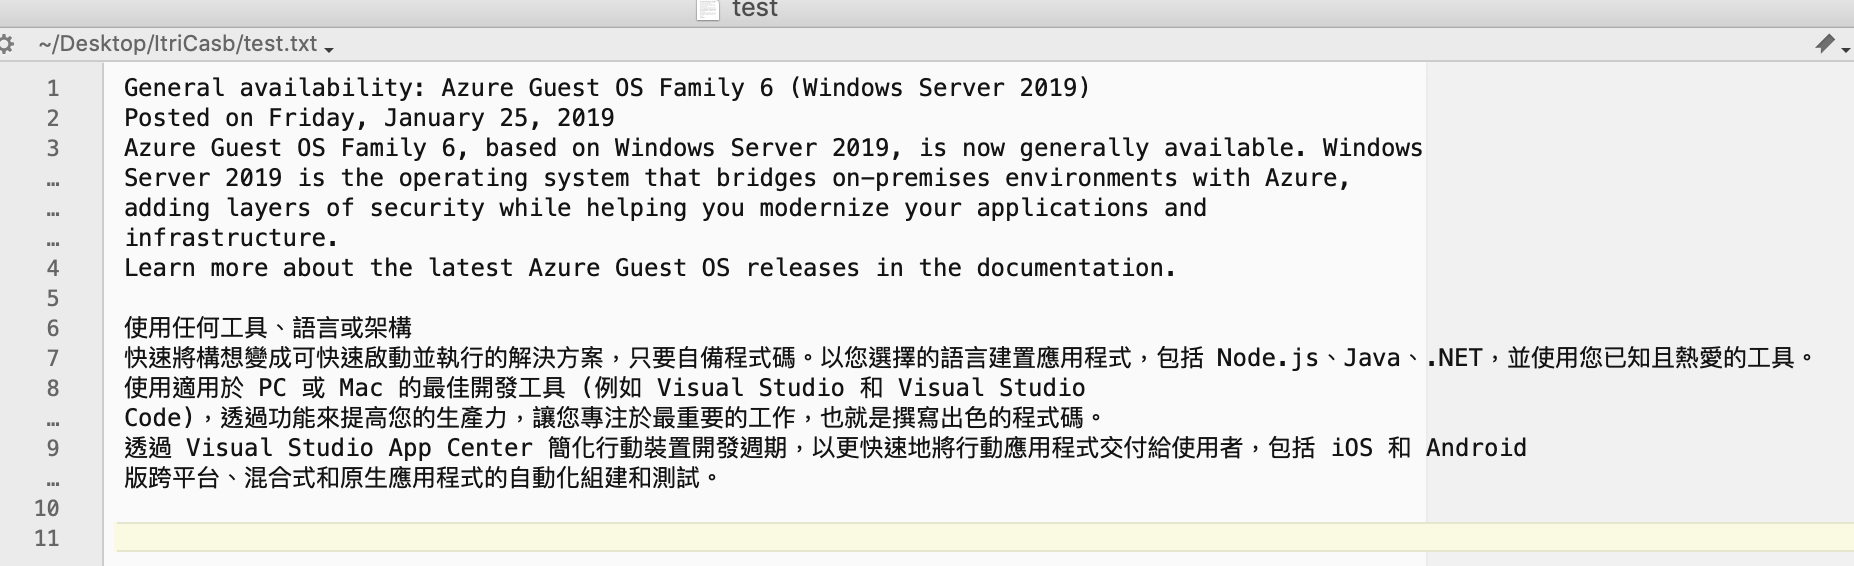 test
~/Desktop/ItriCasb/test.txt
1 General availability: Azure Guest OS Family 6 (Windows Server 2019)
2 Posted on Friday, January 25, 2019
3 Azure Guest OS Family 6, based on Windows Server 2019, is now generally available. Windows
… Server 2019 is the operating system that bridges on-premises environments with Azure,
… adding layers of security while helping you modernize your applications and
… infrastructure.
4 Learn more about the latest Azure Guest OS releases in the documentation.
5
6 使用任何工具、語言或架構
7 快速將構想變成可快速啟動並執行的解決方案，只要自備程式碼。以您選擇的語言建置應用程式，包括 Node.js、Java、.NET，並使用您已知且熱愛的工具。
8 使用適用於 PC 或 Mac 的最佳開發工具 (例如 Visual Studio 和 Visual Studio
… Code)，透過功能來提高您的生產力，讓您專注於最重要的工作，也就是撰寫出色的程式碼。
9 透過 Visual Studio App Center 簡化行動裝置開發週期，以更快速地將行動應用程式交付給使用者，包括 iOS 和 Android
… 版跨平台、混合式和原生應用程式的自動化組建和測試。
10
11